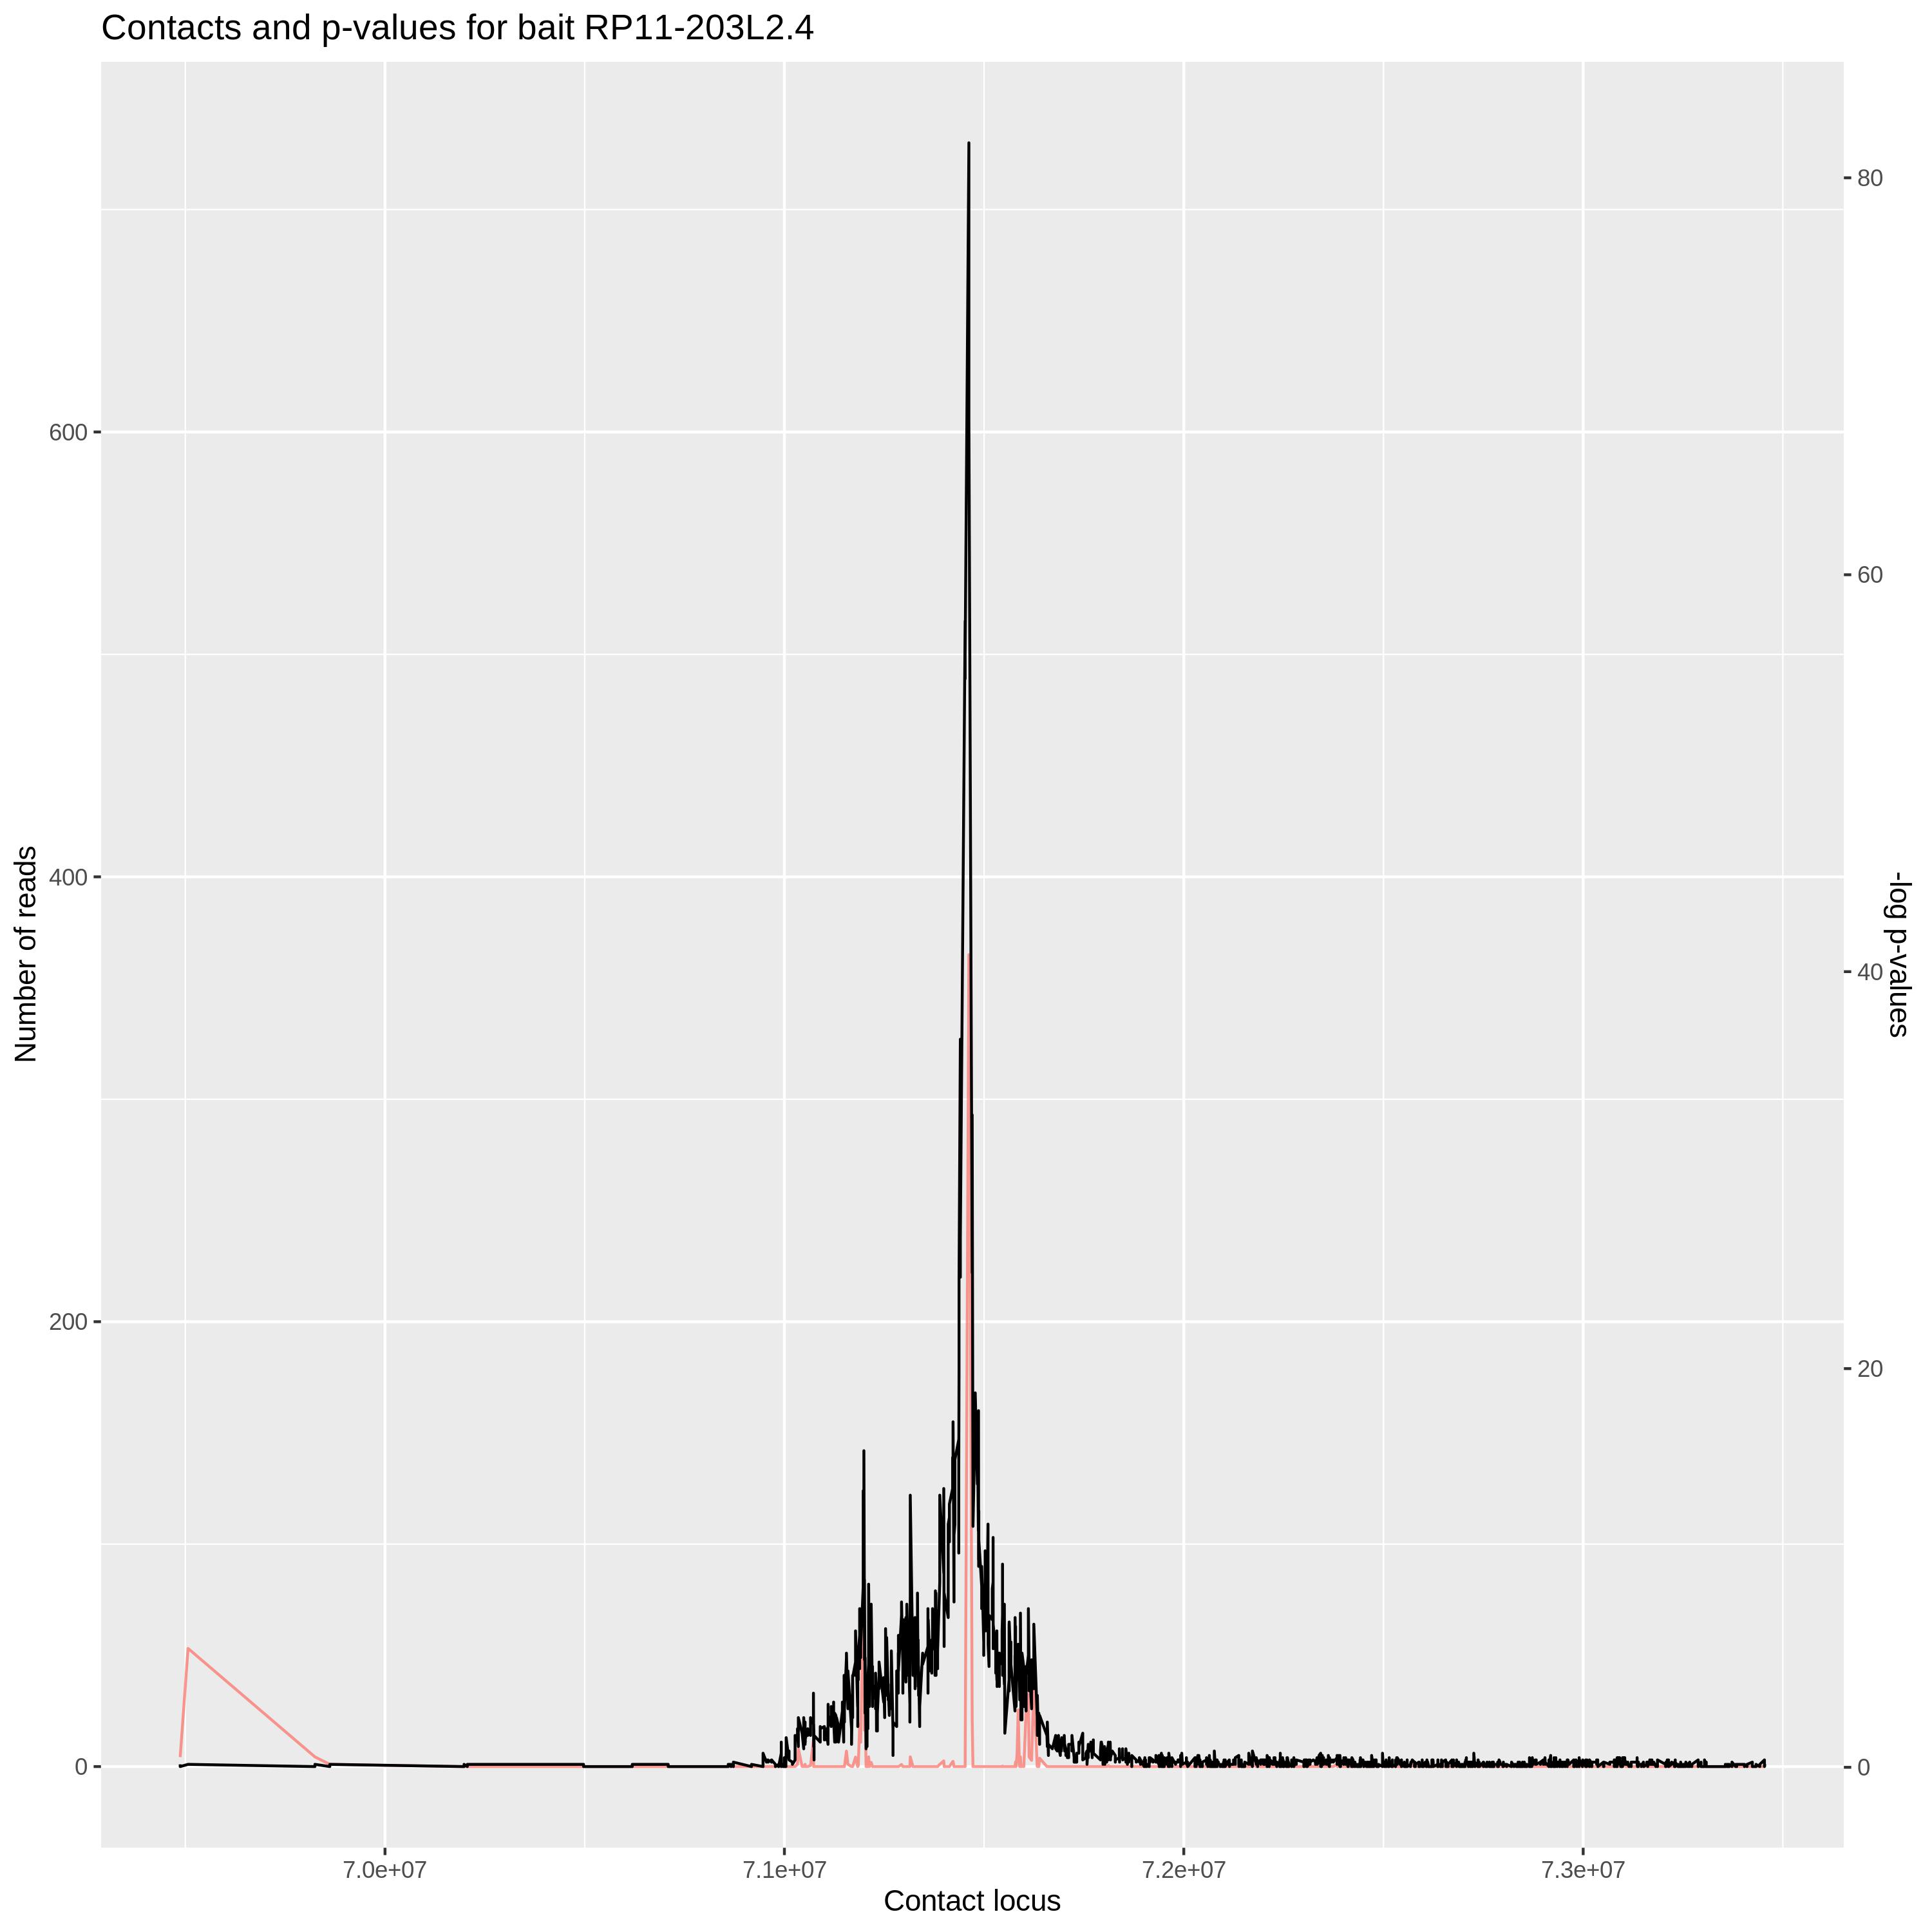 Contacts and p-values for bait RP11-203L2.4
Number of reads
600
400
200
0
80
60
40
20
0
-log p-values
7.0e+07
7.1e+07
7.2e+07
7.3e+07
Contact locus